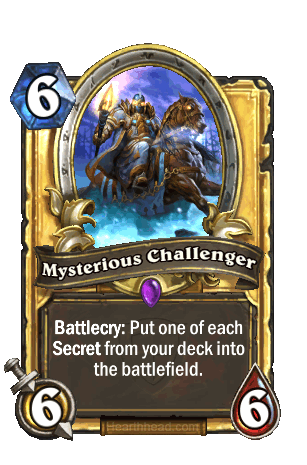 6
Mysterious Challenger
Battlecry: Put one of each
Secret from your deck into
the battlefield.
6
6
Hearthhead.com